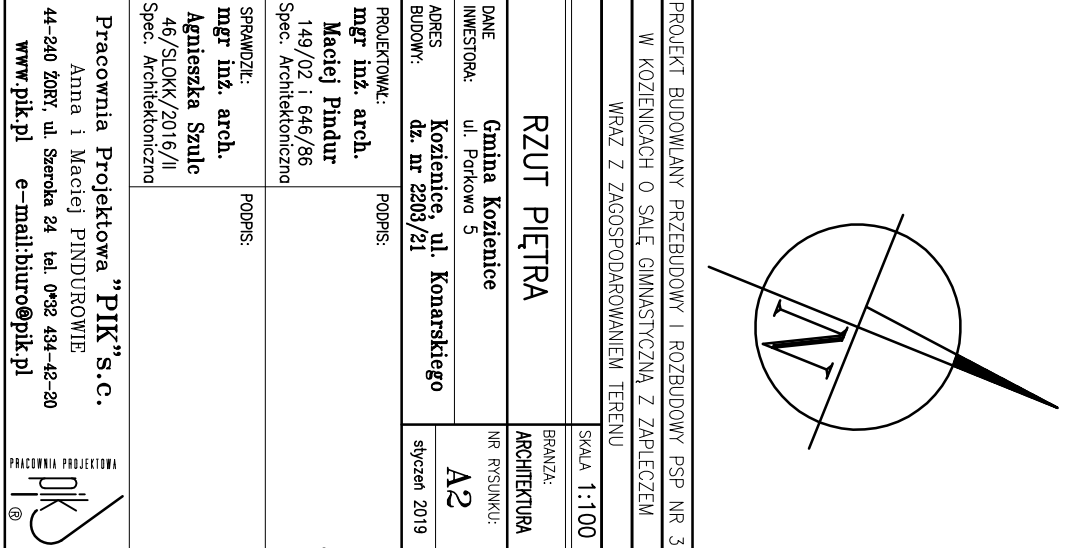 PROJEKT BUDOWLANY PRZEBUDOWY I ROZBUDOWY PSP NR 3
W KOZIENICACH O SALĘ GIMNASTYCZNĄ Z ZAPLECZEM
WRAZ Z ZAGOSPODAROWANIEM TERENU
SKALA 1:100
RZUT PIĘTRA
BRANŻA:
ARCHITEKTURA
DANE
INWESTORA:
Gmina Kozienice
ul. Parkowa 5
NR RYSUNKU:
A2
ADRES
BUDOWY:
Kozienice, ul. Konarskiego
dz. nr 2203/21
styczeń 2019
PROJEKTOWAŁ:
mgr inż. arch.
Maciej Pindur
149/02 i 646/86
Spec. Architektoniczna
PODPIS:
SPRAWDZIŁ:
mgr inż. arch.
Agnieszka Szulc
46/SLOKK/2016/II
Spec. Architektoniczna
PODPIS:
Pracownia Projektowa "PIK" s.c.
Anna i Maciej PINDUROWIE
44-240 ŻORY, ul. Szeroka 24 tel. 0*32 434-42-20
www.pik.pl e-mail:biuro@pik.pl
PRACOWNIA PROJEKTOWA
pik
®
N